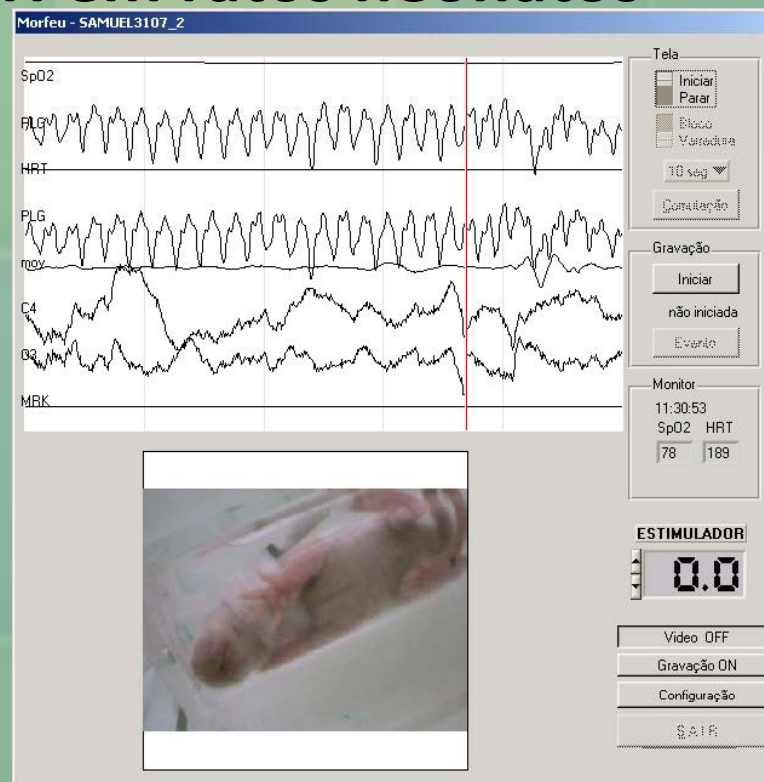 Morfeu - SAMUEL3107_2
SpO2
PLG
HRT
PLG
mov
C4
O3
MRK
Tela
Iniciar
Parar
Bloco
Varredura
10 seg
Comutação
Gravação
Iniciar
não iniciada
Evento
Monitor
11:30:53
SpO2 HRT
78 189
ESTIMULADOR
0.0
Video OFF
Gravação ON
Configuração
SAIR